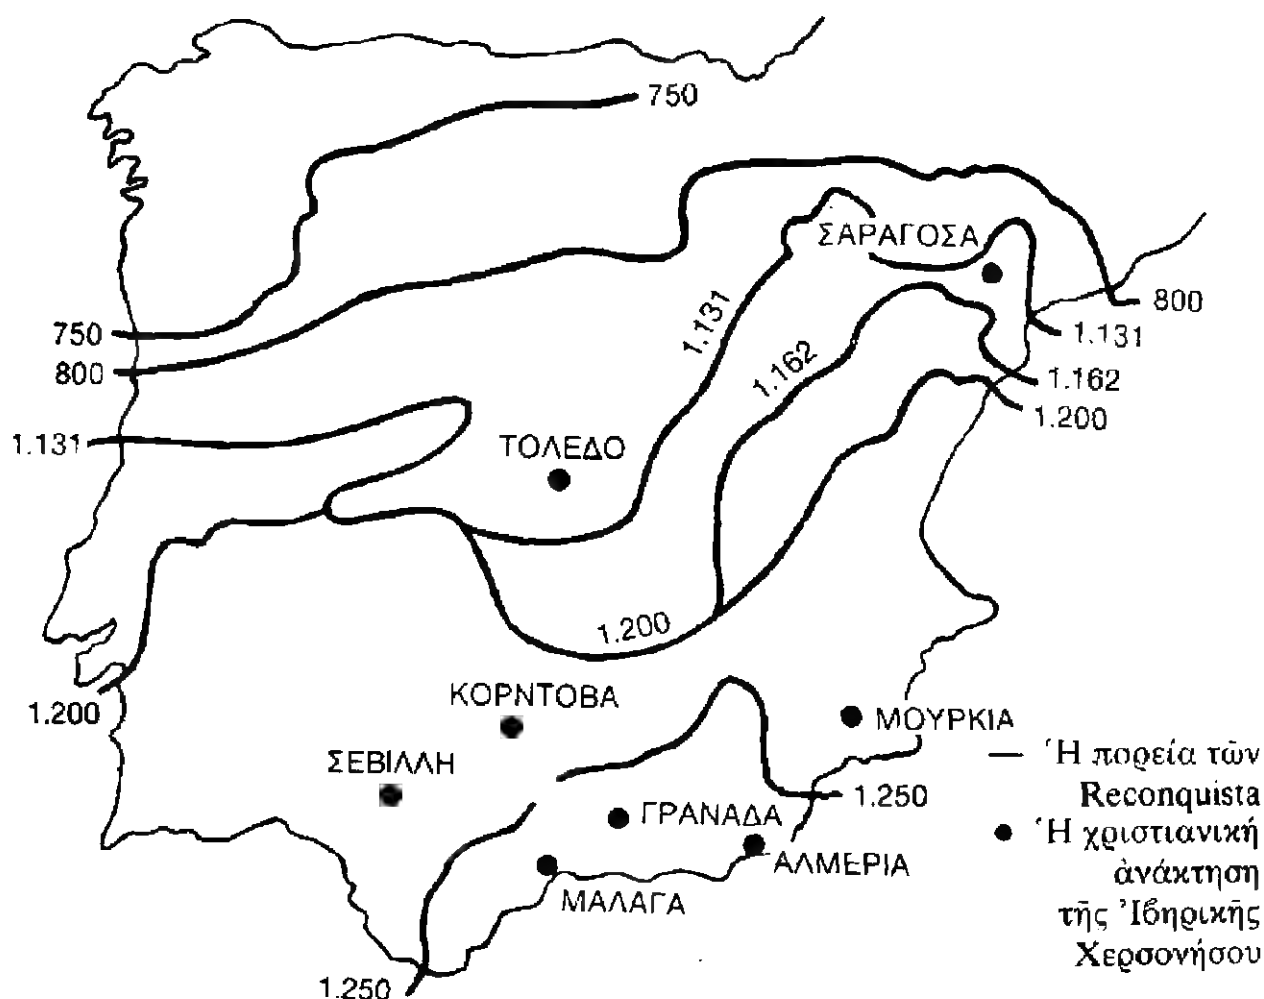 750
ΣΑΡΑΓΟΣΑ
750
800
1.131
1.162
800
1.131
1.162
1.200
1.131
ΤΟΛΕΔΟ
1.200
1.200
ΚΟΡΝΤΟΒΑ
ΜΟΥΡΚΙΑ
ΣΕΒΙΛΛΗ
1.250
ΓΡΑΝΑΔΑ
ΑΛΜΕΡΙΑ
ΜΑΛΑΓΑ
1.250
— Ἡ πορεία τῶν
Reconquista
● Ἡ χριστιανική
ἀνάκτηση
τῆς Ἰβηρικῆς
Χερσονήσου